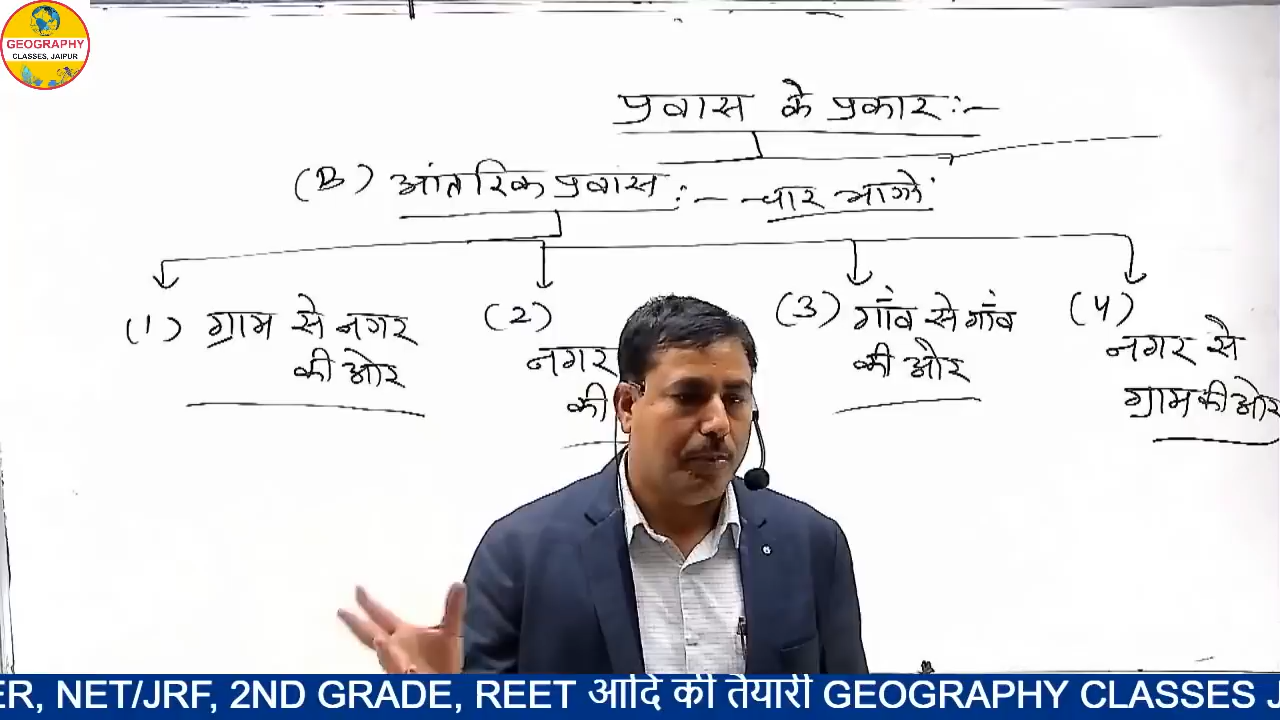 GEOGRAPHY
CLASSES, JAIPUR
प्रवास के प्रकार :-
(B) आंतरिक प्रवास :- चार भागों
(1) ग्राम से नगर
की ओर
(2)
नगर
की
(3) गांव से गांव
की ओर
(4)
नगर से
ग्राम की ओर
ER, NET/JRF, 2ND GRADE, REET आदि की तैयारी GEOGRAPHY CLASSES J